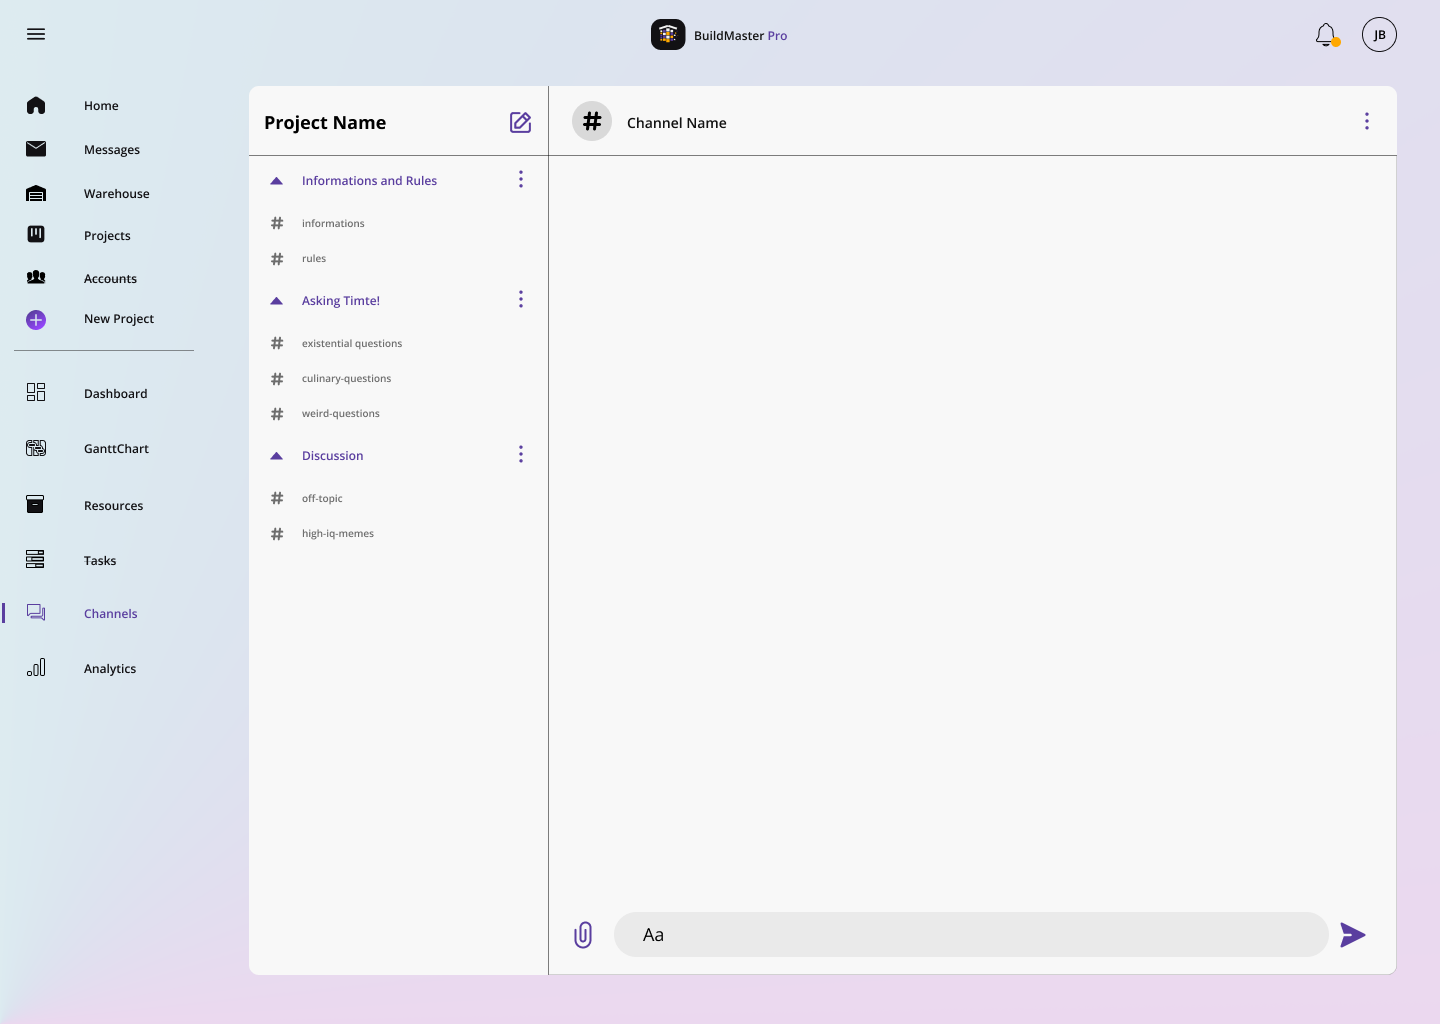 BuildMaster Pro
JB
Home
Messages
Warehouse
Projects
Accounts
New Project
Dashboard
GanttChart
Resources
Tasks
Channels
Analytics
Project Name
Informations and Rules
# informations
# rules
Asking Timte!
# existential questions
# culinary-questions
# weird-questions
Discussion
# off-topic
# high-iq-memes
# Channel Name
Aa